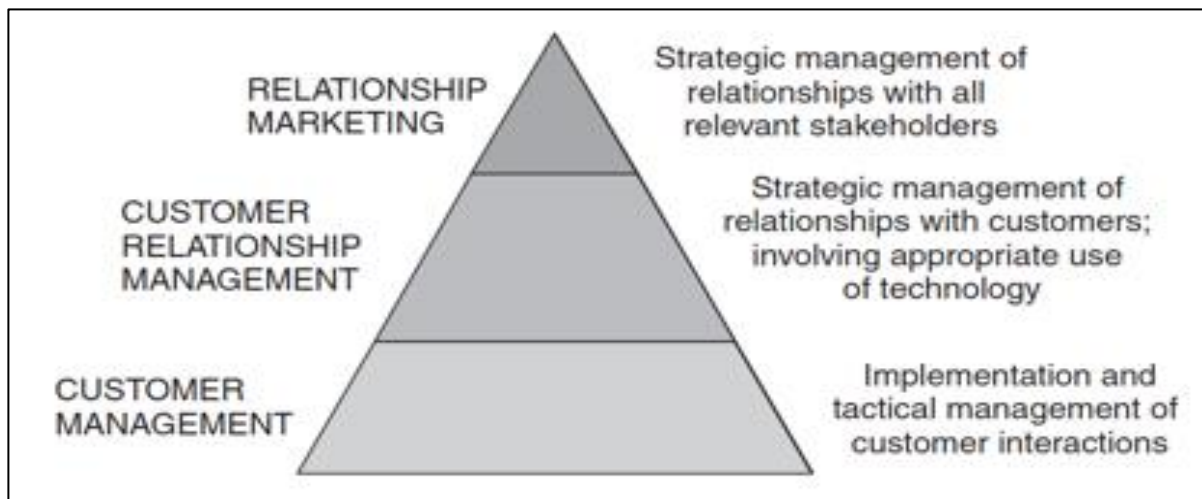 RELATIONSHIP
MARKETING
Strategic management of
relationships with all
relevant stakeholders
CUSTOMER
RELATIONSHIP
MANAGEMENT
Strategic management of
relationships with customers;
involving appropriate use
of technology
CUSTOMER
MANAGEMENT
Implementation and
tactical management of
customer interactions